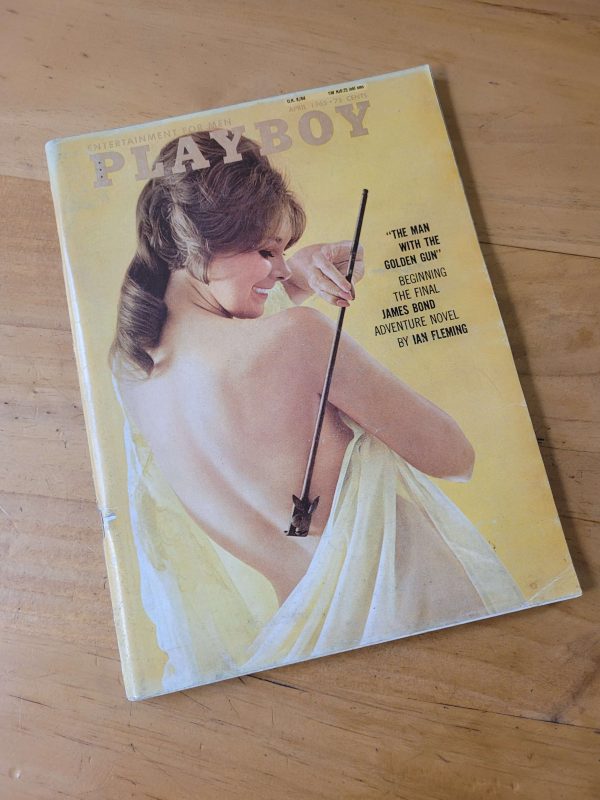 ENTERTAINMENT FOR MEN
APRIL 1965 • 75 CENTS
PLAYBOY
"THE MAN
WITH THE
GOLDEN GUN"
BEGINNING
THE FINAL
JAMES BOND
ADVENTURE NOVEL
BY IAN FLEMING